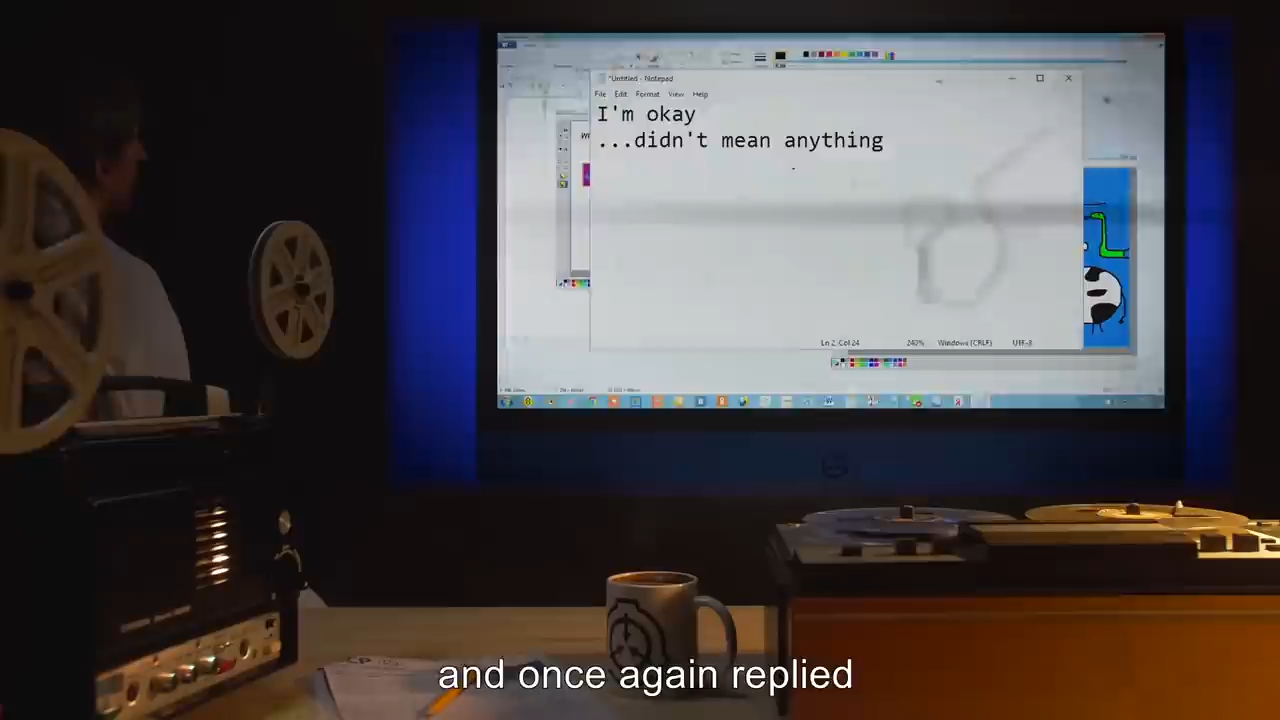 *Untitled - Notepad
File Edit Format View Help
I'm okay
...didn't mean anything
Ln 2, Col 24 240% Windows (CRLF) UTF-8
and once again replied